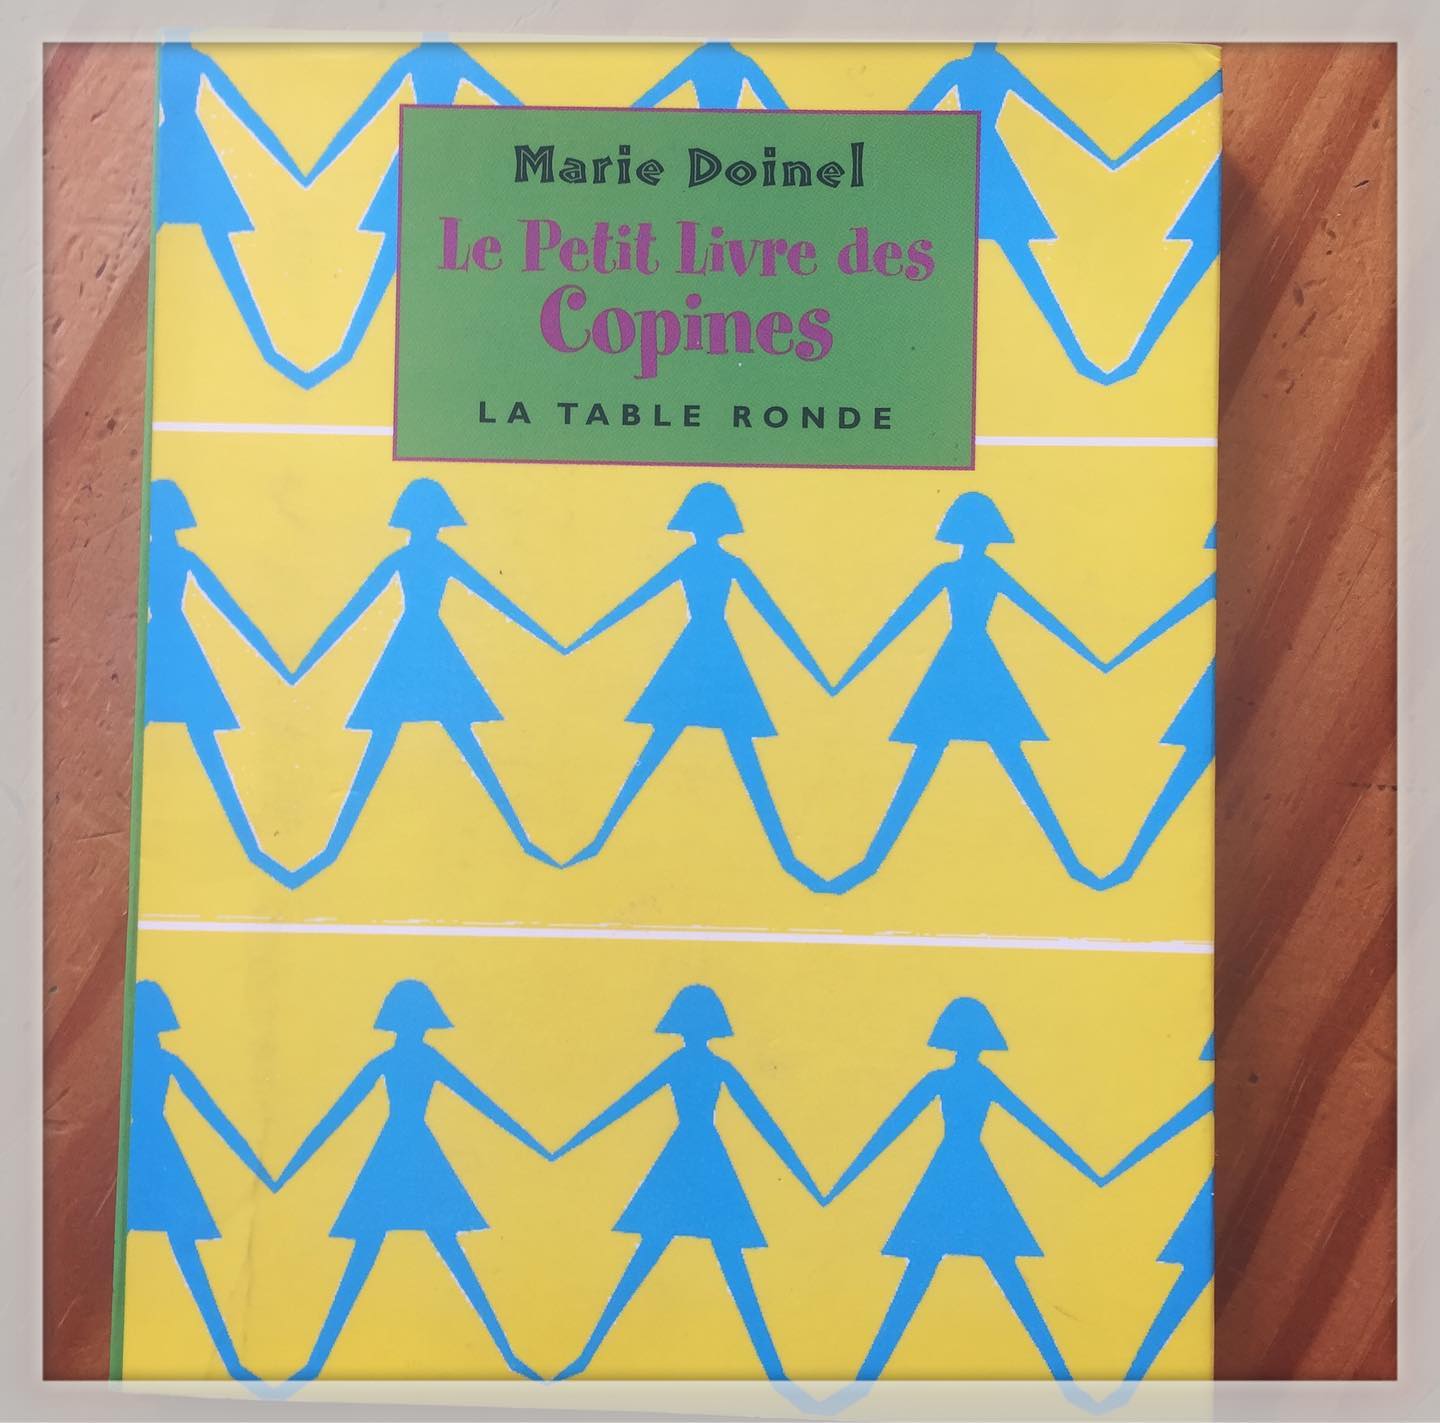 Marie Doinel
Le Petit Livre des
Copines
LA TABLE RONDE